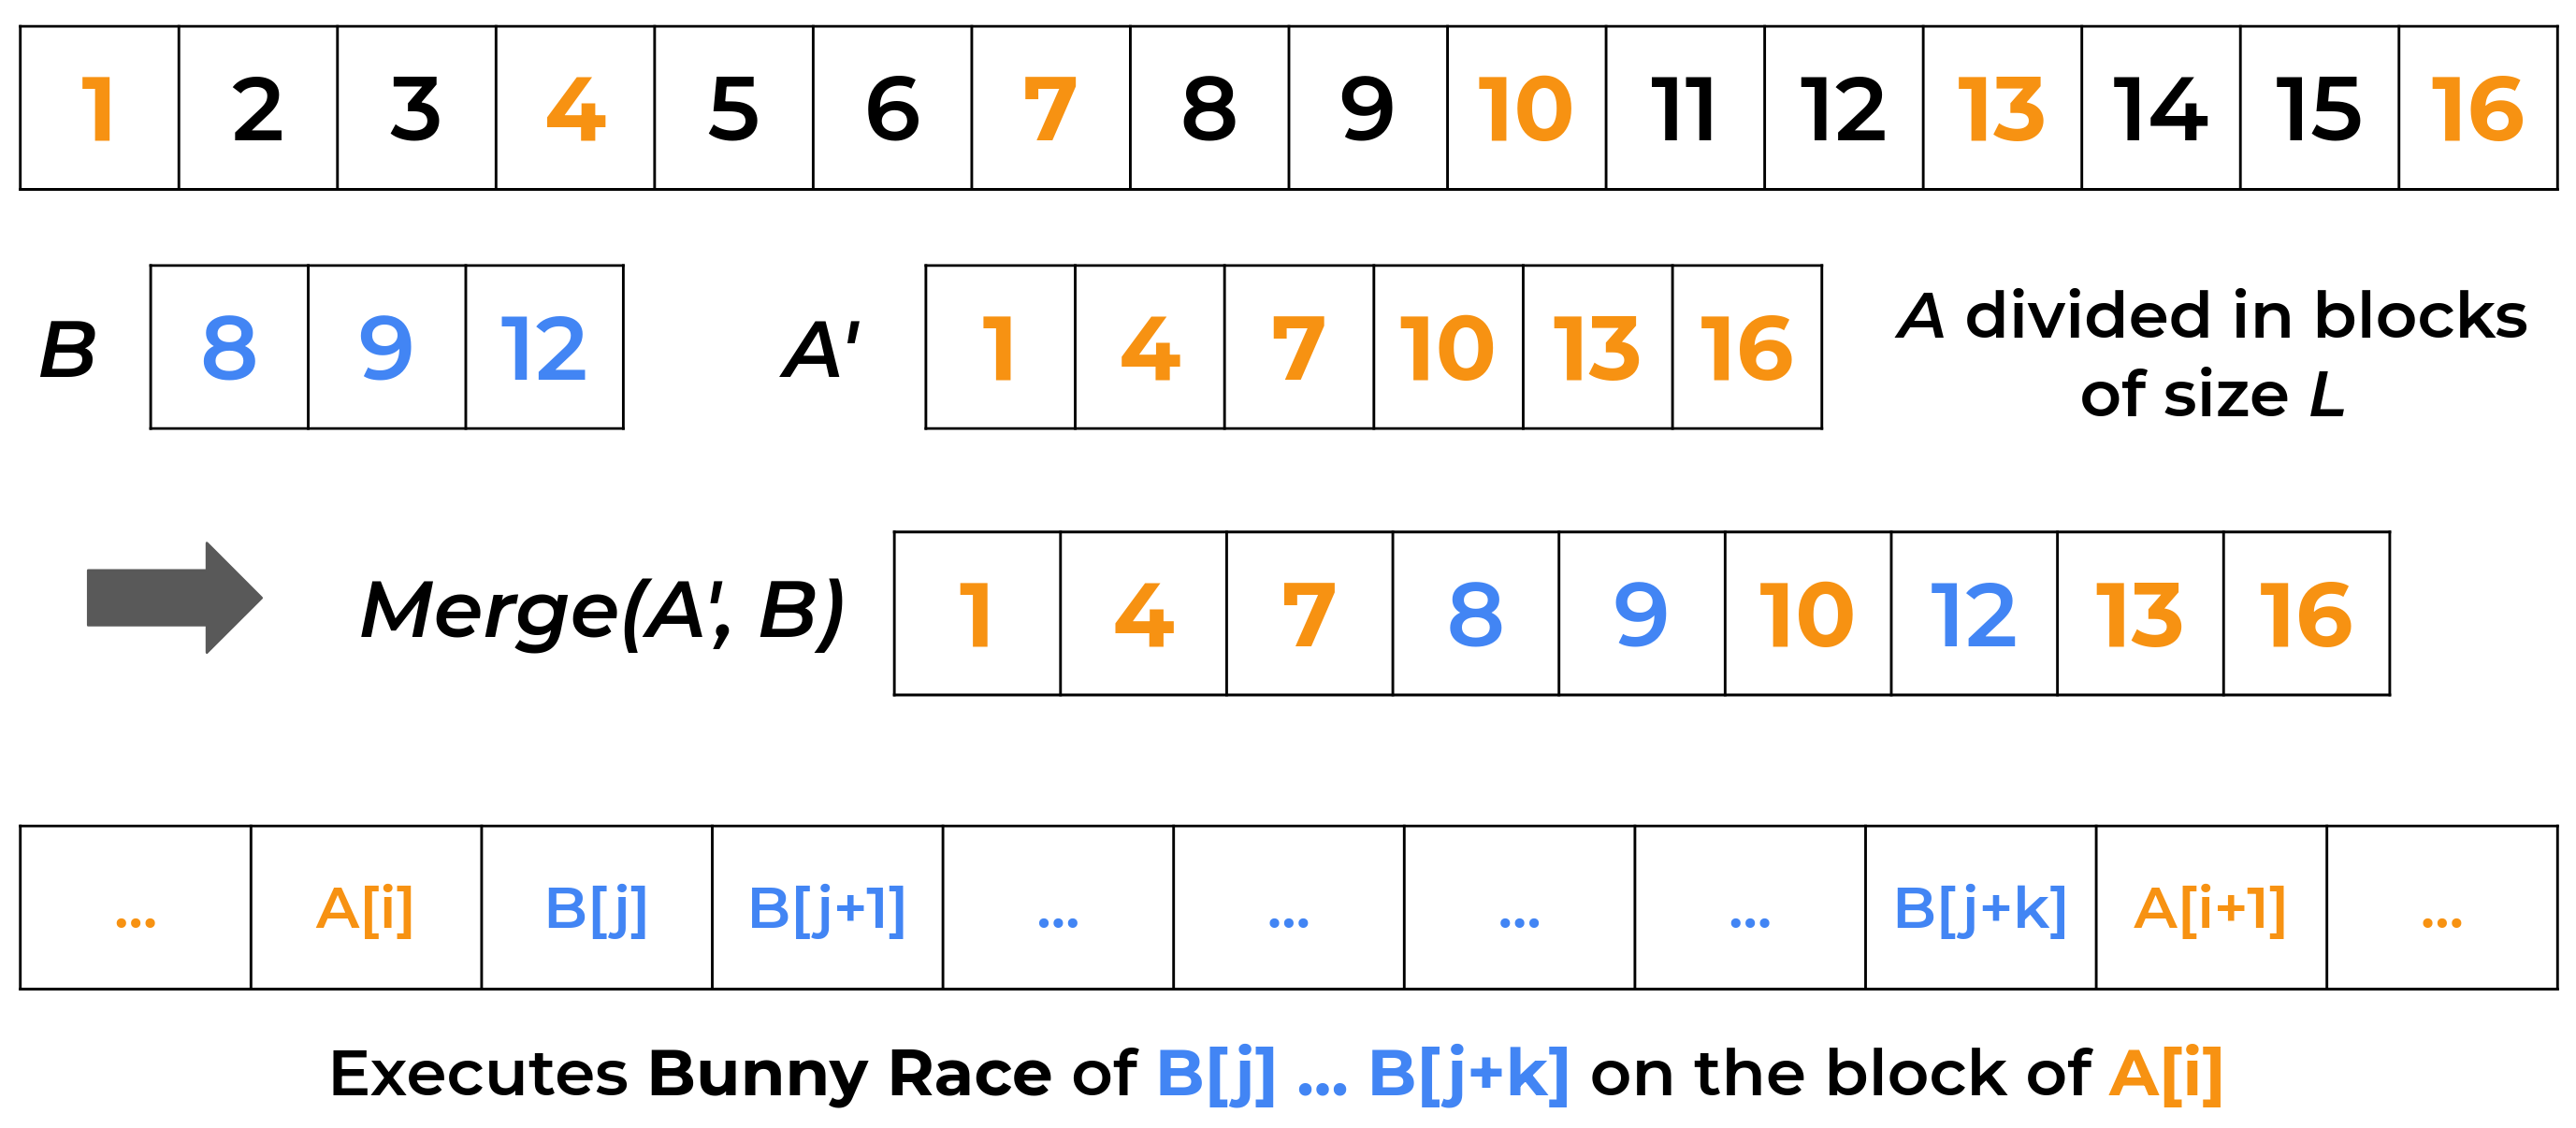 1 2 3 4 5 6 7 8 9 10 11 12 13 14 15 16
B 8 9 12 A' 1 4 7 10 13 16
A divided in blocks
of size L
Merge(A', B) 1 4 7 8 9 10 12 13 16
... A[i] B[j] B[j+1] ... ... ... ... B[j+k] A[i+1] ...
Executes Bunny Race of B[j] ... B[j+k] on the block of A[i]